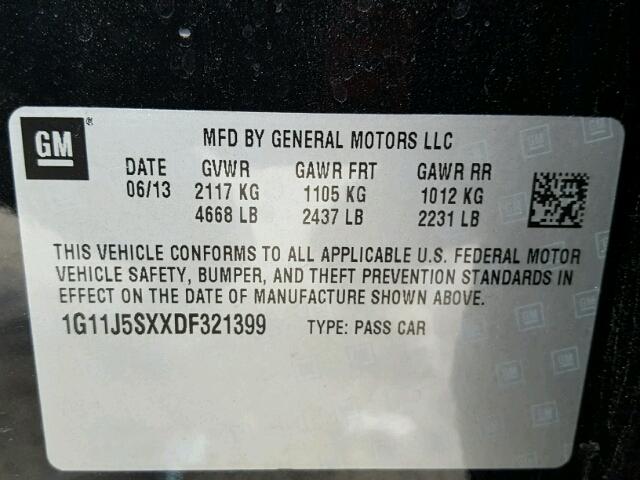 GM®
MFD BY GENERAL MOTORS LLC
DATE GVWR GAWR FRT GAWR RR
06/13 2117 KG 1105 KG 1012 KG
4668 LB 2437 LB 2231 LB
THIS VEHICLE CONFORMS TO ALL APPLICABLE U.S. FEDERAL MOTOR
VEHICLE SAFETY, BUMPER, AND THEFT PREVENTION STANDARDS IN
EFFECT ON THE DATE OF MANUFACTURE SHOWN ABOVE.
1G11J5SXXDF321399 TYPE: PASS CAR